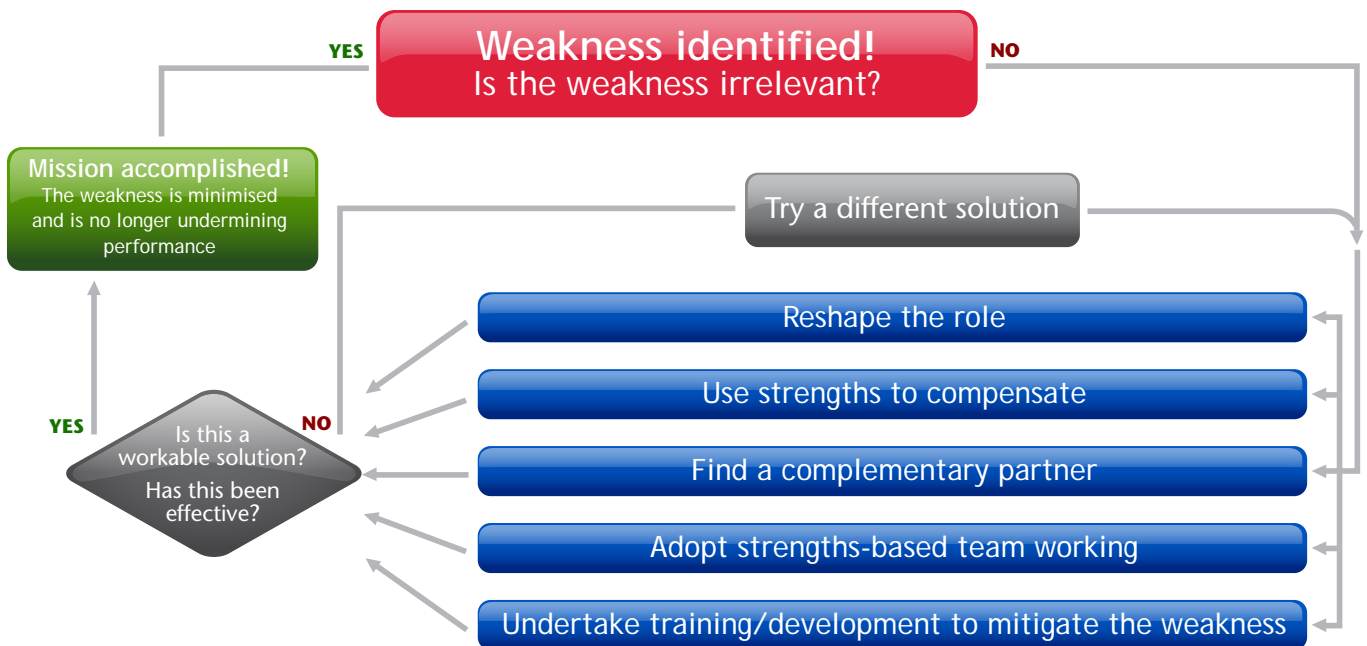 Weakness identified!
Is the weakness irrelevant?
YES
NO
Mission accomplished!
The weakness is minimised
and is no longer undermining
performance
Try a different solution
Reshape the role
Use strengths to compensate
Find a complementary partner
Adopt strengths-based team working
Undertake training/development to mitigate the weakness
YES
NO
Is this a
workable solution?
Has this been
effective?